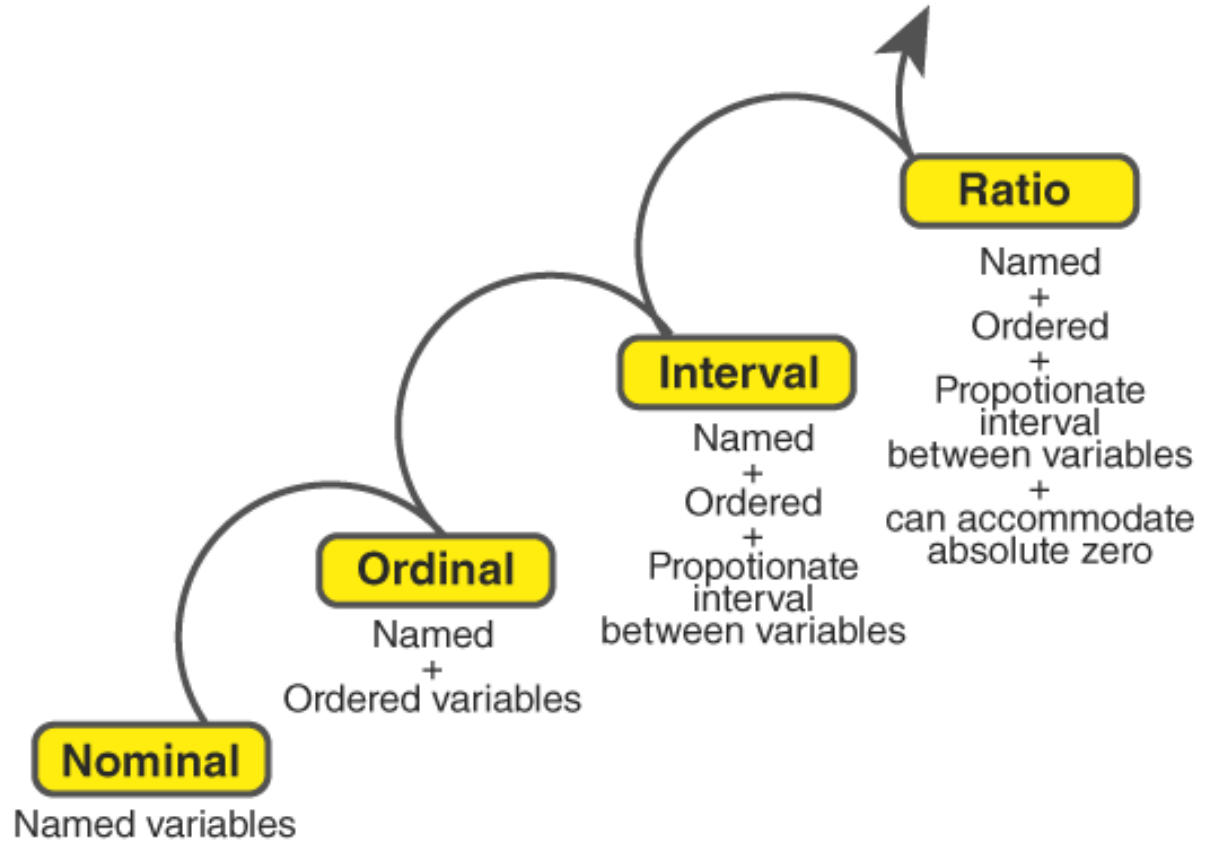 Nominal
Named variables
Ordinal
Named
+
Ordered variables
Interval
Named
+
Ordered
+
Propotionate
interval
between variables
Ratio
Named
+
Ordered
+
Propotionate
interval
between variables
+
can accommodate
absolute zero